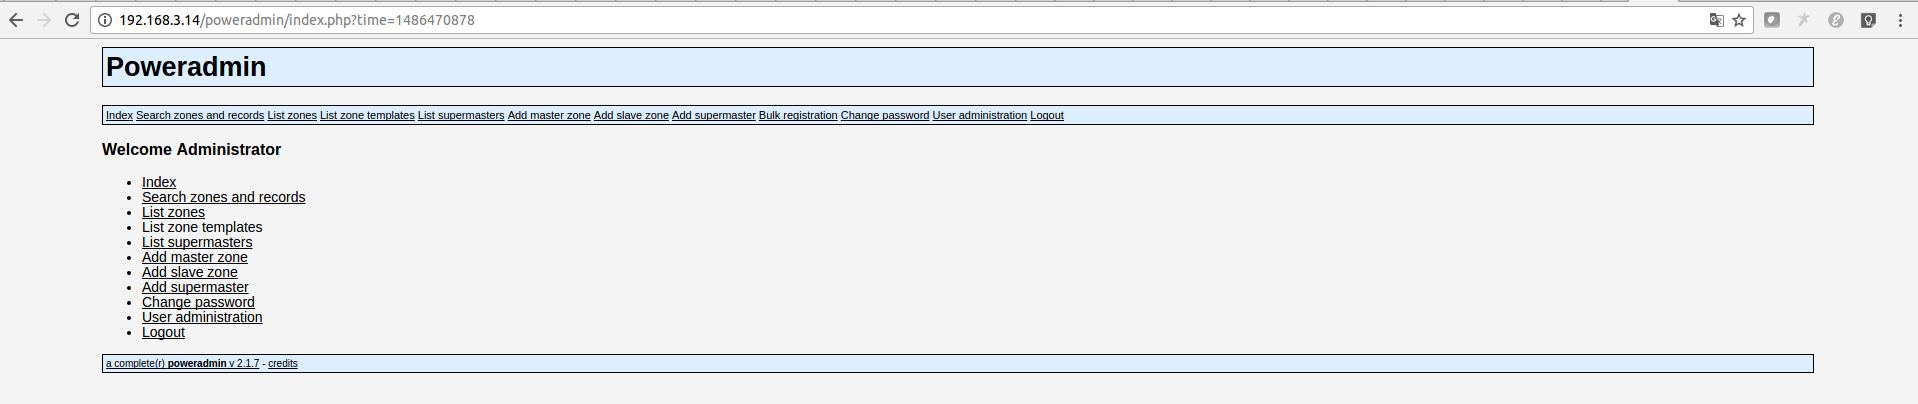 192.168.3.14/poweradmin/index.php?time=1486470878
Poweradmin
Index Search zones and records List zones List zone templates List supermasters Add master zone Add slave zone Add supermaster Bulk registration Change password User administration Logout
Welcome Administrator
Index
Search zones and records
List zones
List zone templates
List supermasters
Add master zone
Add slave zone
Add supermaster
Change password
User administration
Logout
a complete(r) poweradmin v 2.1.7 - credits